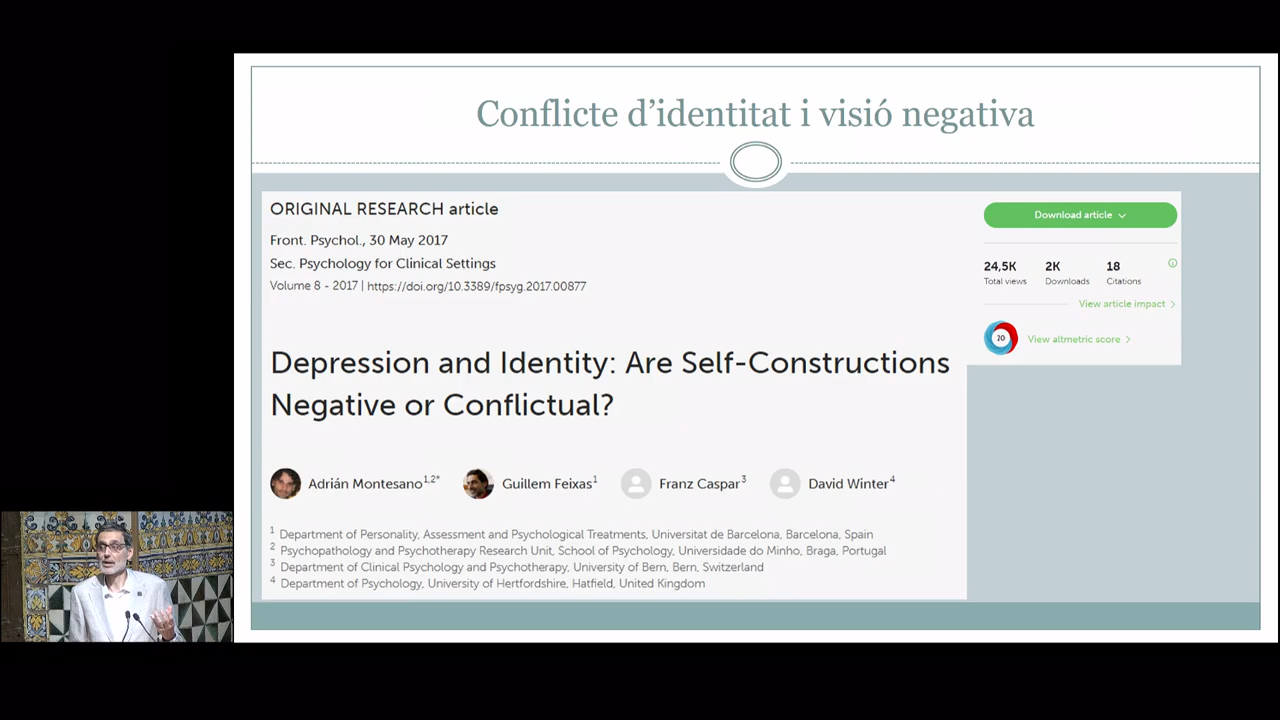 Conflicte d’identitat i visió negativa
ORIGINAL RESEARCH article
Front. Psychol., 30 May 2017
Sec. Psychology for Clinical Settings
Volume 8 - 2017 | https://doi.org/10.3389/fpsyg.2017.00877
Depression and Identity: Are Self-Constructions
Negative or Conflictual?
Adrián Montesano1,2* Guillem Feixas1 Franz Caspar3 David Winter4
1 Department of Personality, Assessment and Psychological Treatments, Universitat de Barcelona, Barcelona, Spain
2 Psychopathology and Psychotherapy Research Unit, School of Psychology, Universidade do Minho, Braga, Portugal
3 Department of Clinical Psychology and Psychotherapy, University of Bern, Bern, Switzerland
4 Department of Psychology, University of Hertfordshire, Hatfield, United Kingdom
Download article
24,5K 2K 18
Total views Downloads Citations
View article impact
20 View altmetric score